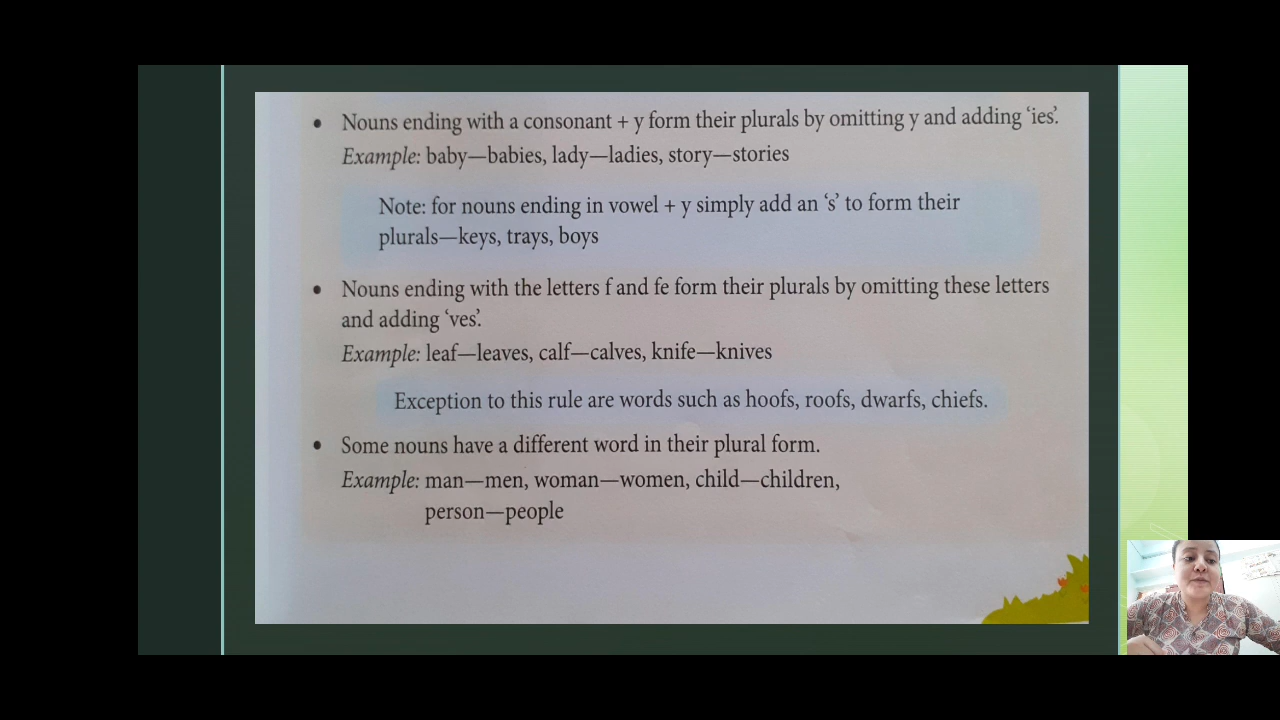 • Nouns ending with a consonant + y form their plurals by omitting y and adding ‘ies’.
Example: baby—babies, lady—ladies, story—stories
Note: for nouns ending in vowel + y simply add an ‘s’ to form their
plurals—keys, trays, boys
• Nouns ending with the letters f and fe form their plurals by omitting these letters
and adding ‘ves’.
Example: leaf—leaves, calf—calves, knife—knives
Exception to this rule are words such as hoofs, roofs, dwarfs, chiefs.
• Some nouns have a different word in their plural form.
Example: man—men, woman—women, child—children,
person—people